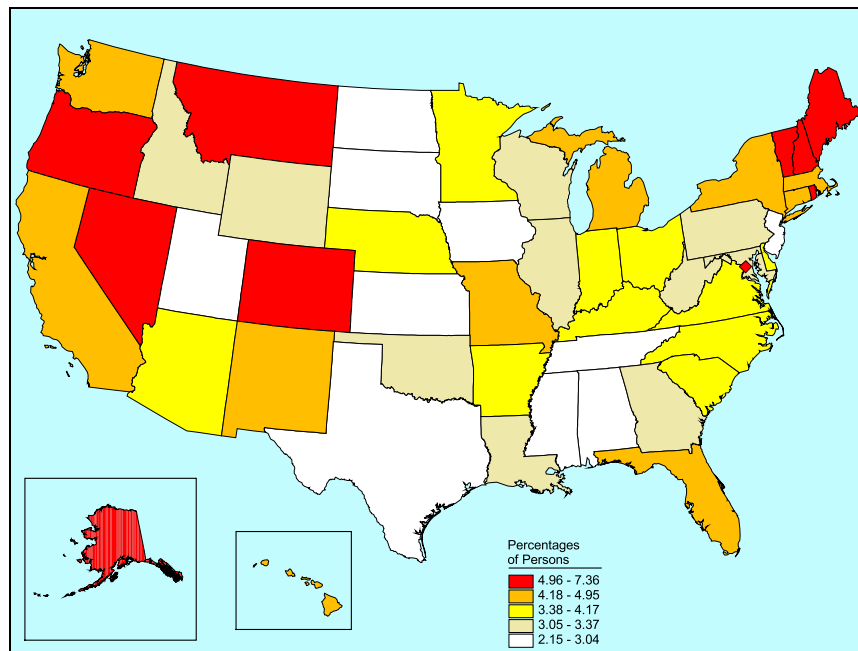 Percentages
of Persons
4.96 - 7.36
4.18 - 4.95
3.38 - 4.17
3.05 - 3.37
2.15 - 3.04